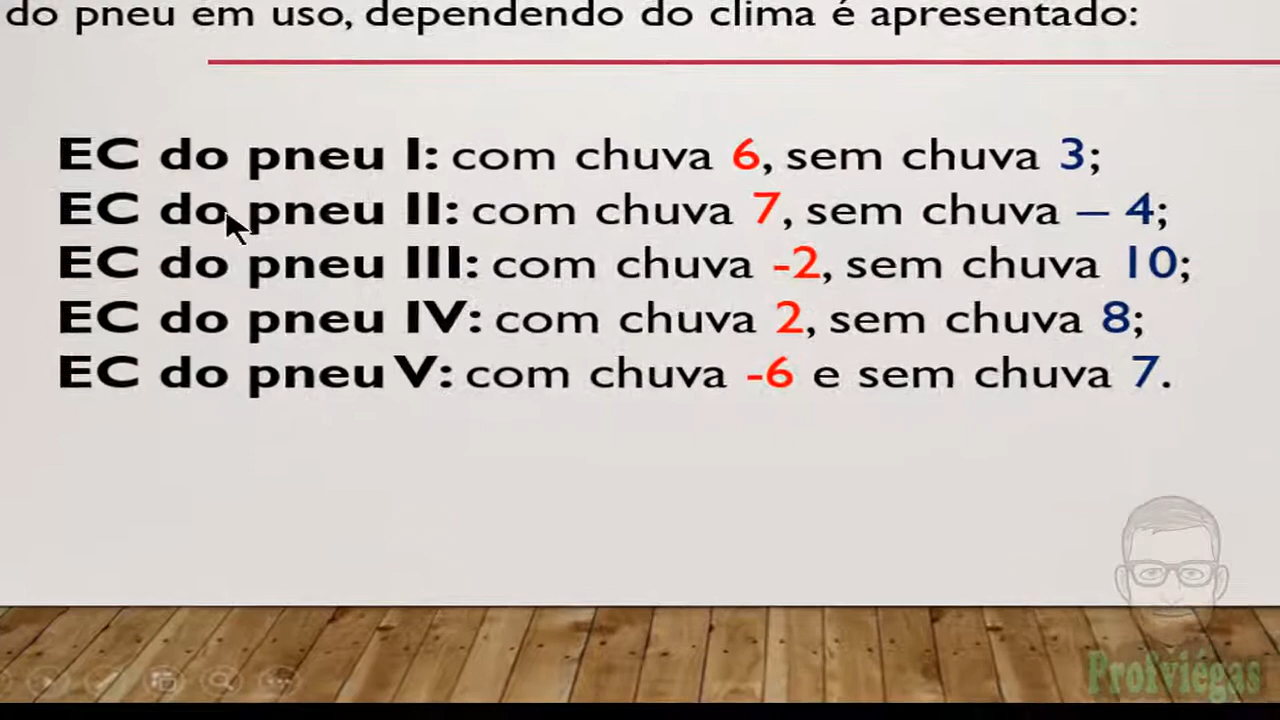 do pneu em uso, dependendo do clima é apresentado:
EC do pneu I: com chuva 6, sem chuva 3;
EC do pneu II: com chuva 7, sem chuva – 4;
EC do pneu III: com chuva -2, sem chuva 10;
EC do pneu IV: com chuva 2, sem chuva 8;
EC do pneu V: com chuva -6 e sem chuva 7.
Profviégas